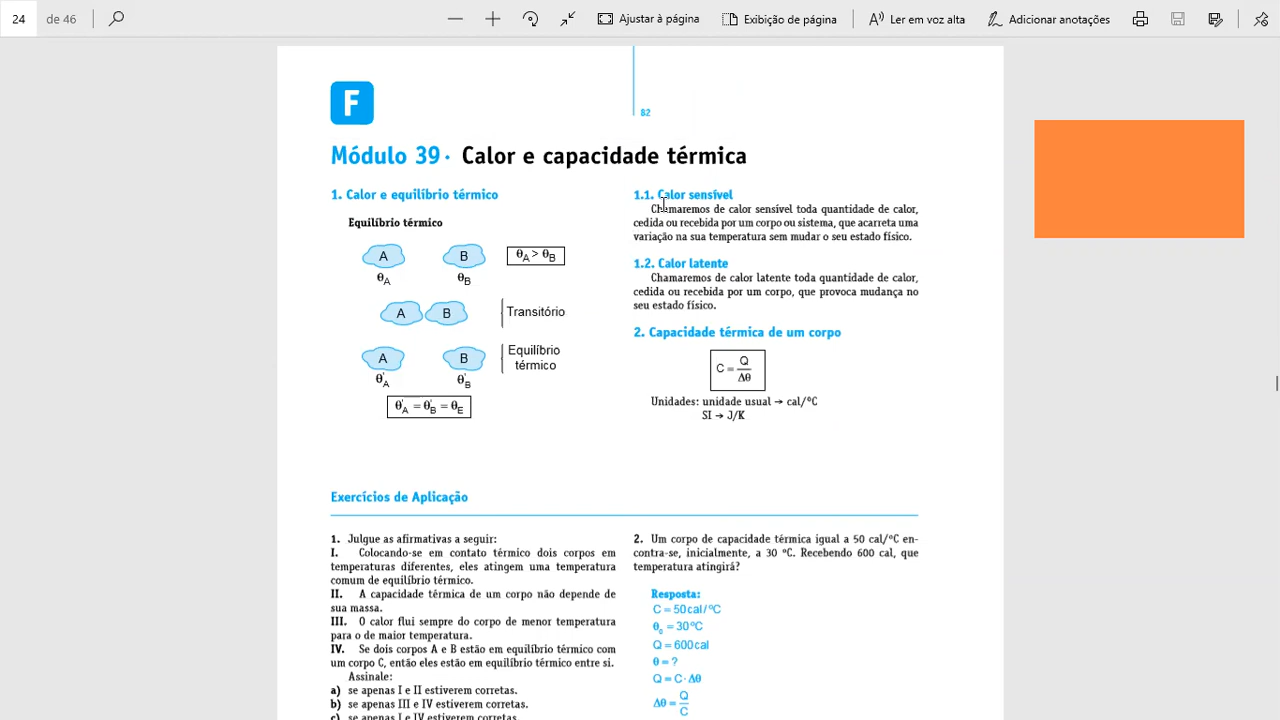 24 de 46 Ajustar à página Exibição de página Ler em voz alta Adicionar anotações
F
82
Módulo 39 · Calor e capacidade térmica
1. Calor e equilíbrio térmico
Equilíbrio térmico
A B θA > θB
θA θB
A B Transitório
A B Equilíbrio
térmico
θ'A θ'B
θ'A = θ'B = θE
1.1. Calor sensível
Chamaremos de calor sensível toda quantidade de calor,
cedida ou recebida por um corpo ou sistema, que acarreta uma
variação na sua temperatura sem mudar o seu estado físico.
1.2. Calor latente
Chamaremos de calor latente toda quantidade de calor,
cedida ou recebida por um corpo, que provoca mudança no
seu estado físico.
2. Capacidade térmica de um corpo
C = Q/Δθ
Unidades: unidade usual → cal/ºC
SI → J/K
Exercícios de Aplicação
1. Julgue as afirmativas a seguir:
I. Colocando-se em contato térmico dois corpos em
temperaturas diferentes, eles atingem uma temperatura
comum de equilíbrio térmico.
II. A capacidade térmica de um corpo não depende de
sua massa.
III. O calor flui sempre do corpo de menor temperatura
para o de maior temperatura.
IV. Se dois corpos A e B estão em equilíbrio térmico com
um corpo C, então eles estão em equilíbrio térmico entre si.
Assinale:
a) se apenas I e II estiverem corretas.
b) se apenas III e IV estiverem corretas.
c) se apenas I e IV estiverem corretas.
2. Um corpo de capacidade térmica igual a 50 cal/ºC en-
contra-se, inicialmente, a 30 ºC. Recebendo 600 cal, que
temperatura atingirá?
Resposta:
C = 50 cal/ºC
θ0 = 30 ºC
Q = 600 cal
θ = ?
Q = C · Δθ
Δθ = Q/C